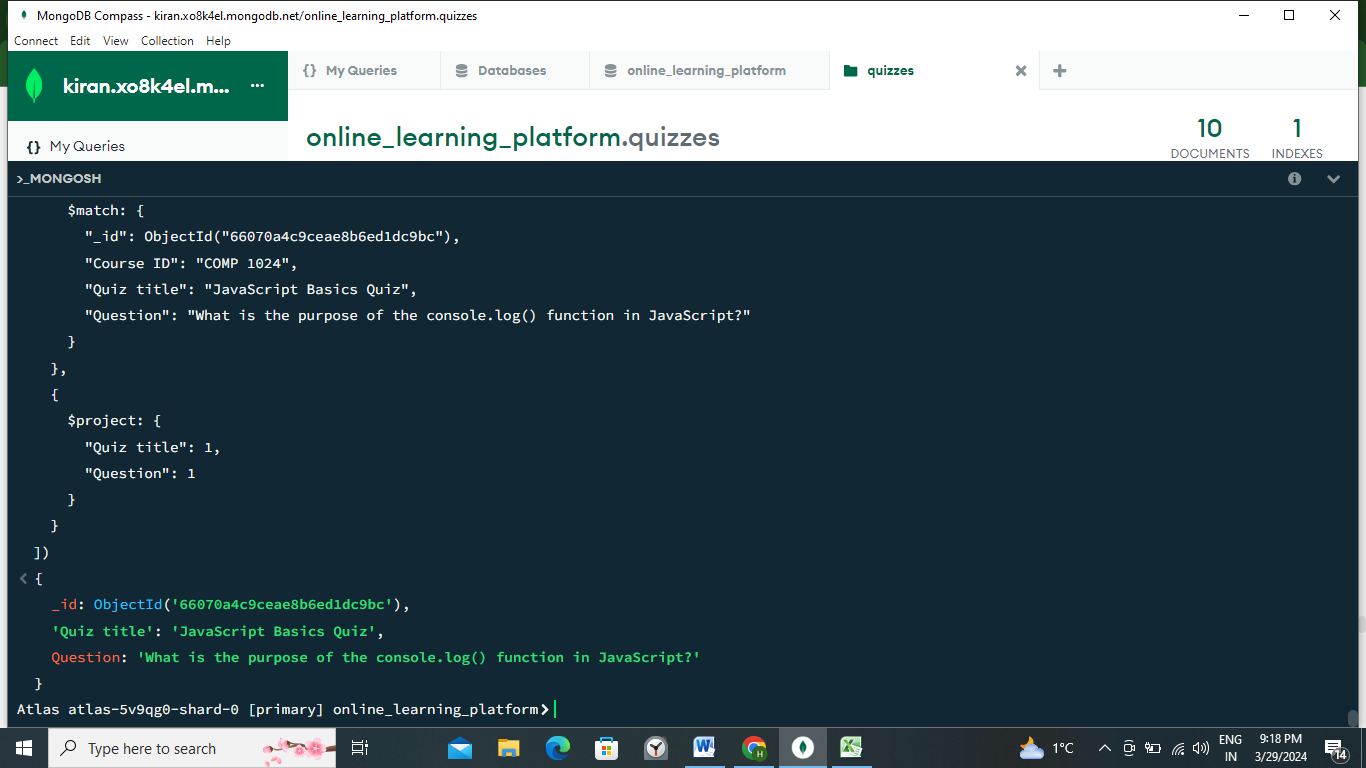 MongoDB Compass - kiran.xo8k4el.mongodb.net/online_learning_platform.quizzes
Connect Edit View Collection Help
kiran.xo8k4el.m... ...
{} My Queries
Databases
online_learning_platform
quizzes
{} My Queries
online_learning_platform.quizzes
10
DOCUMENTS
1
INDEXES
>_MONGOSH
$match: {
"_id": ObjectId("66070a4c9ceae8b6ed1dc9bc"),
"Course ID": "COMP 1024",
"Quiz title": "JavaScript Basics Quiz",
"Question": "What is the purpose of the console.log() function in JavaScript?"
}
},
{
$project: {
"Quiz title": 1,
"Question": 1
}
}
])
< {
_id: ObjectId('66070a4c9ceae8b6ed1dc9bc'),
'Quiz title': 'JavaScript Basics Quiz',
Question: 'What is the purpose of the console.log() function in JavaScript?'
}
Atlas atlas-5v9qg0-shard-0 [primary] online_learning_platform>
Type here to search
1°C
ENG
IN
9:18 PM
3/29/2024
14